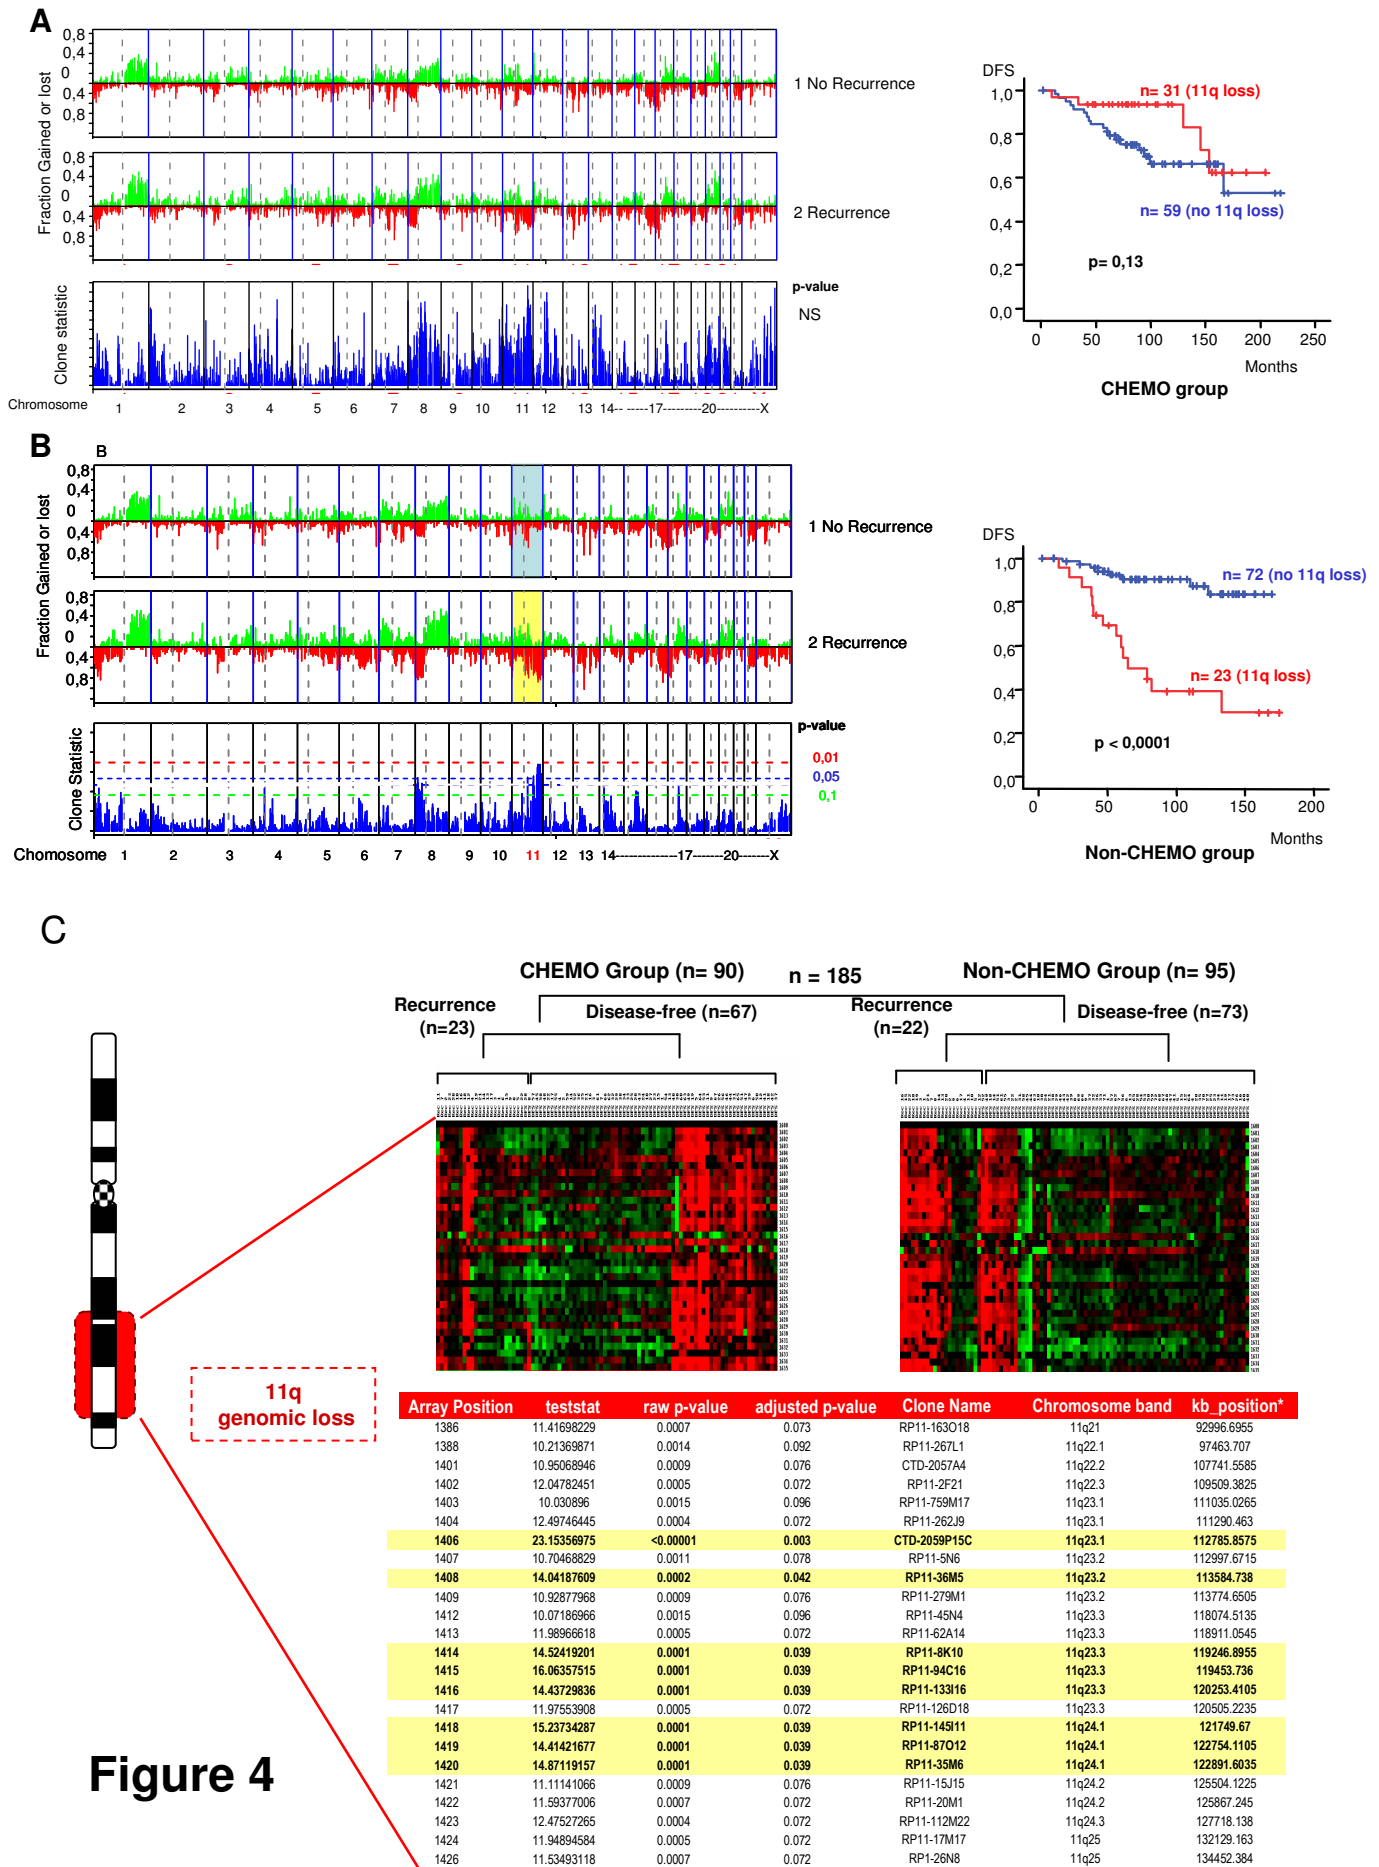 A
0,8
0,4
0
0,4
0,8
1 No Recurrence
Fraction Gained or lost
0,8
0,4
0
0,4
0,8
2 Recurrence
Clone statistic
p-value
NS
Chromosome 1 2 3 4 5 6 7 8 9 10 11 12 13 14-- -----17---------20----------X
DFS
1,0
0,8
0,6
0,4
0,2
0,0
n= 31 (11q loss)
n= 59 (no 11q loss)
p= 0,13
0 50 100 150 200 250
Months
CHEMO group
B
B
0,8
0,4
0
0,4
0,8
1 No Recurrence
Fraction Gained or lost
0,8
0,4
0
0,4
0,8
2 Recurrence
Clone Statistic
p-value
0,01
0,05
0,1
Chomosome 1 2 3 4 5 6 7 8 9 10 11 12 13 14---------------17-------20-------X
DFS
1,0
0,8
0,6
0,4
0,2
0,0
n= 72 (no 11q loss)
n= 23 (11q loss)
p < 0,0001
0 50 100 150 200
Months
Non-CHEMO group
C
CHEMO Group (n= 90) n = 185 Non-CHEMO Group (n= 95)
Recurrence (n=23)
Disease-free (n=67)
Recurrence (n=22)
Disease-free (n=73)
11q
genomic loss
Array Position teststat raw p-value adjusted p-value Clone Name Chromosome band kb_position*
1386 11.41698229 0.0007 0.073 RP11-163O18 11q21 92996.6955
1388 10.21369871 0.0014 0.092 RP11-267L1 11q22.1 97463.707
1401 10.95068946 0.0009 0.076 CTD-2057A4 11q22.2 107741.5585
1402 12.04782451 0.0005 0.072 RP11-2F21 11q22.3 109509.3825
1403 10.030896 0.0015 0.096 RP11-759M17 11q23.1 111035.0265
1404 12.49746445 0.0004 0.072 RP11-262J9 11q23.1 111290.463
1406 23.15356975 <0.00001 0.003 CTD-2059P15C 11q23.1 112785.8575
1407 10.70468829 0.0011 0.078 RP11-5N6 11q23.2 112997.6715
1408 14.04187609 0.0002 0.042 RP11-36M5 11q23.2 113584.738
1409 10.92877968 0.0009 0.076 RP11-279M1 11q23.2 113774.6505
1412 10.07186966 0.0015 0.096 RP11-45N4 11q23.3 118074.5135
1413 11.98966618 0.0005 0.072 RP11-62A14 11q23.3 118911.0545
1414 14.52419201 0.0001 0.039 RP11-8K10 11q23.3 119246.8955
1415 16.06357515 0.0001 0.039 RP11-94C16 11q23.3 119453.736
1416 14.43729836 0.0001 0.039 RP11-133I16 11q23.3 120253.4105
1417 11.97553908 0.0005 0.072 RP11-126D18 11q23.3 120505.2235
1418 15.23734287 0.0001 0.039 RP11-145I11 11q24.1 121749.67
1419 14.41421677 0.0001 0.039 RP11-87O12 11q24.1 122754.1105
1420 14.87119157 0.0001 0.039 RP11-35M6 11q24.1 122891.6035
1421 11.11141066 0.0009 0.076 RP11-15J15 11q24.2 125504.1225
1422 11.59377006 0.0007 0.072 RP11-20M1 11q24.2 125867.245
1423 12.47527265 0.0004 0.072 RP11-112M22 11q24.3 127718.138
1424 11.94894584 0.0005 0.072 RP11-17M17 11q25 132129.163
1426 11.53493118 0.0007 0.072 RP1-26N8 11q25 134452.384
Figure 4